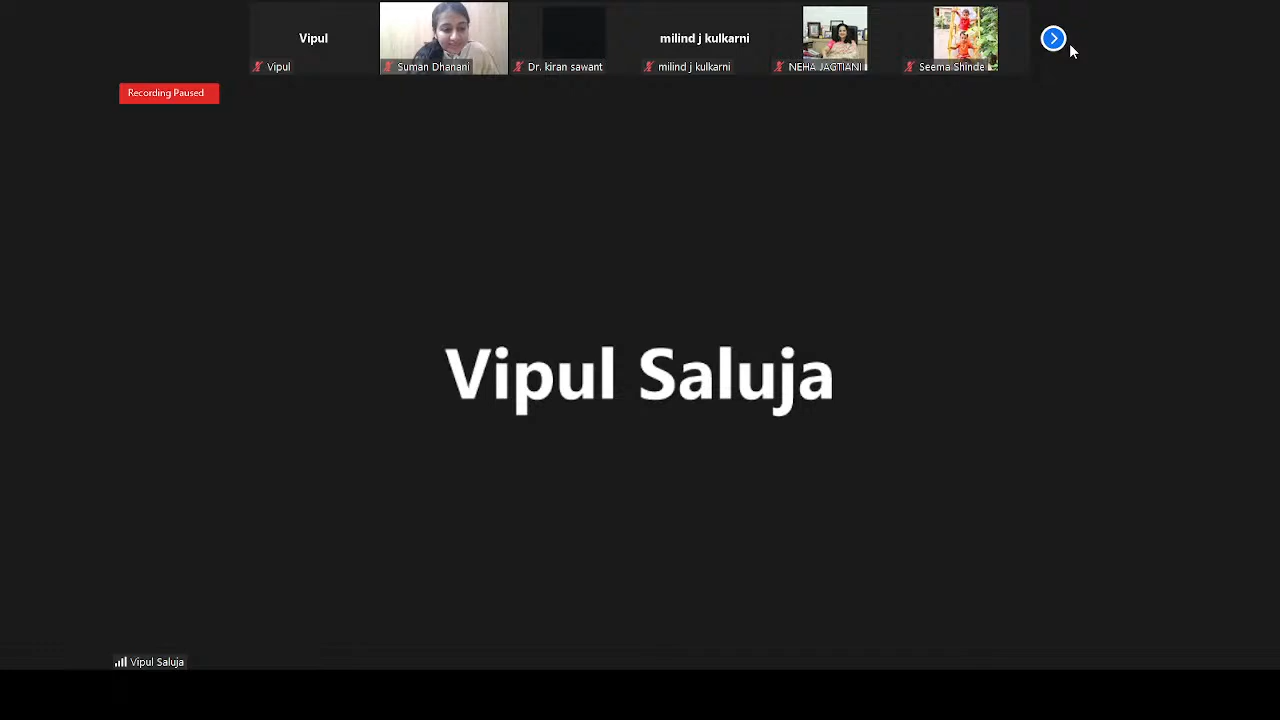 Vipul
milind j kulkarni
Vipul
Suman Dhanani
Dr. kiran sawant
milind j kulkarni
NEHA JAGTIANI
Seema Shinde
Recording Paused
Vipul Saluja
Vipul Saluja